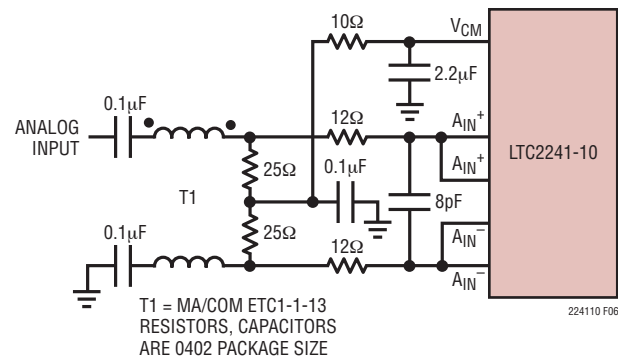 10Ω
VCM
2.2μF
0.1μF
ANALOG
INPUT
12Ω
AIN+
AIN+
LTC2241-10
25Ω
0.1μF
T1
8pF
25Ω
0.1μF
12Ω
AIN–
AIN–
T1 = MA/COM ETC1-1-13
RESISTORS, CAPACITORS
ARE 0402 PACKAGE SIZE
224110 F06